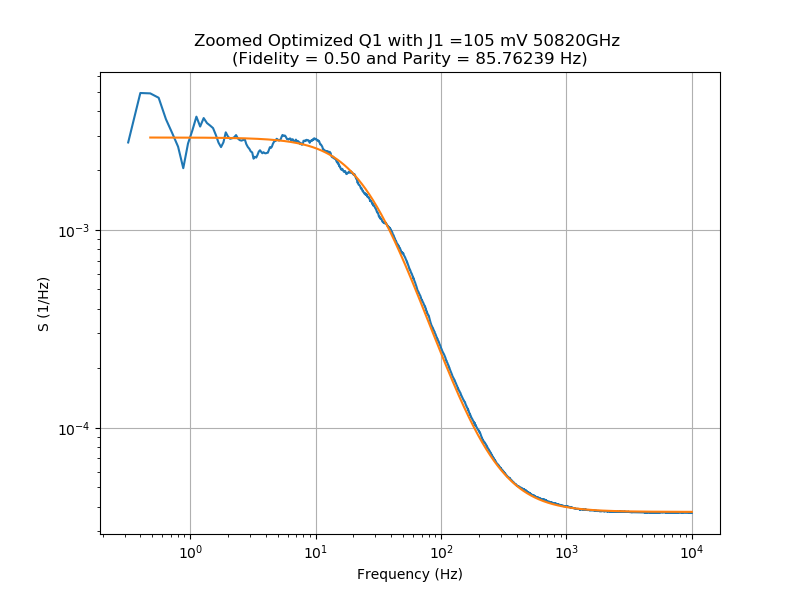 Zoomed Optimized Q1 with J1 =105 mV 50820GHz
(Fidelity = 0.50 and Parity = 85.76239 Hz)
S (1/Hz)
10⁻³
10⁻⁴
10⁰ 10¹ 10² 10³ 10⁴
Frequency (Hz)